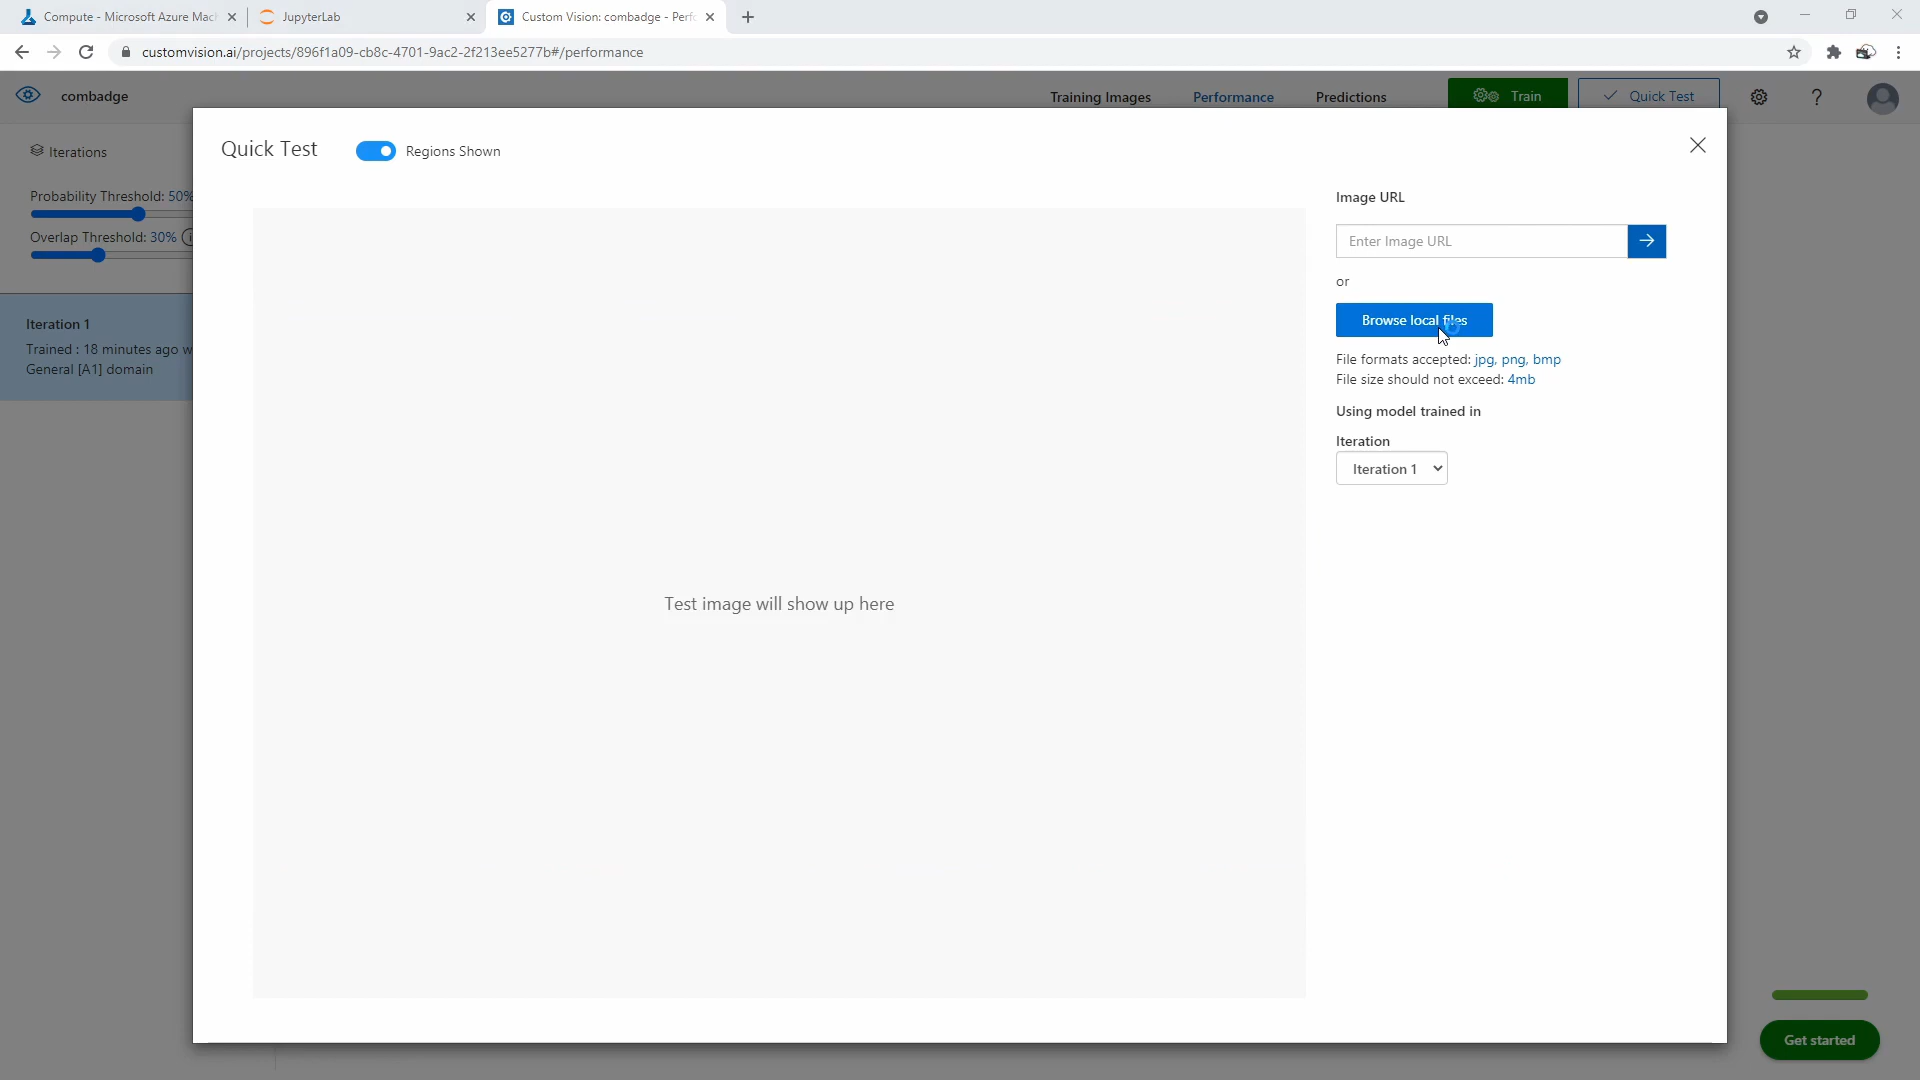 Compute - Microsoft Azure Mac
JupyterLab
Custom Vision: combadge - Perf
customvision.ai/projects/896f1a09-cb8c-4701-9ac2-2f213ee5277b#/performance
combadge
Training Images
Performance
Predictions
Train
Quick Test
?
Iterations
Probability Threshold: 50%
Overlap Threshold: 30%
Iteration 1
Trained : 18 minutes ago w
General [A1] domain
Quick Test
Regions Shown
Test image will show up here
Image URL
Enter Image URL
or
Browse local files
File formats accepted: jpg, png, bmp
File size should not exceed: 4mb
Using model trained in
Iteration
Iteration 1
Get started